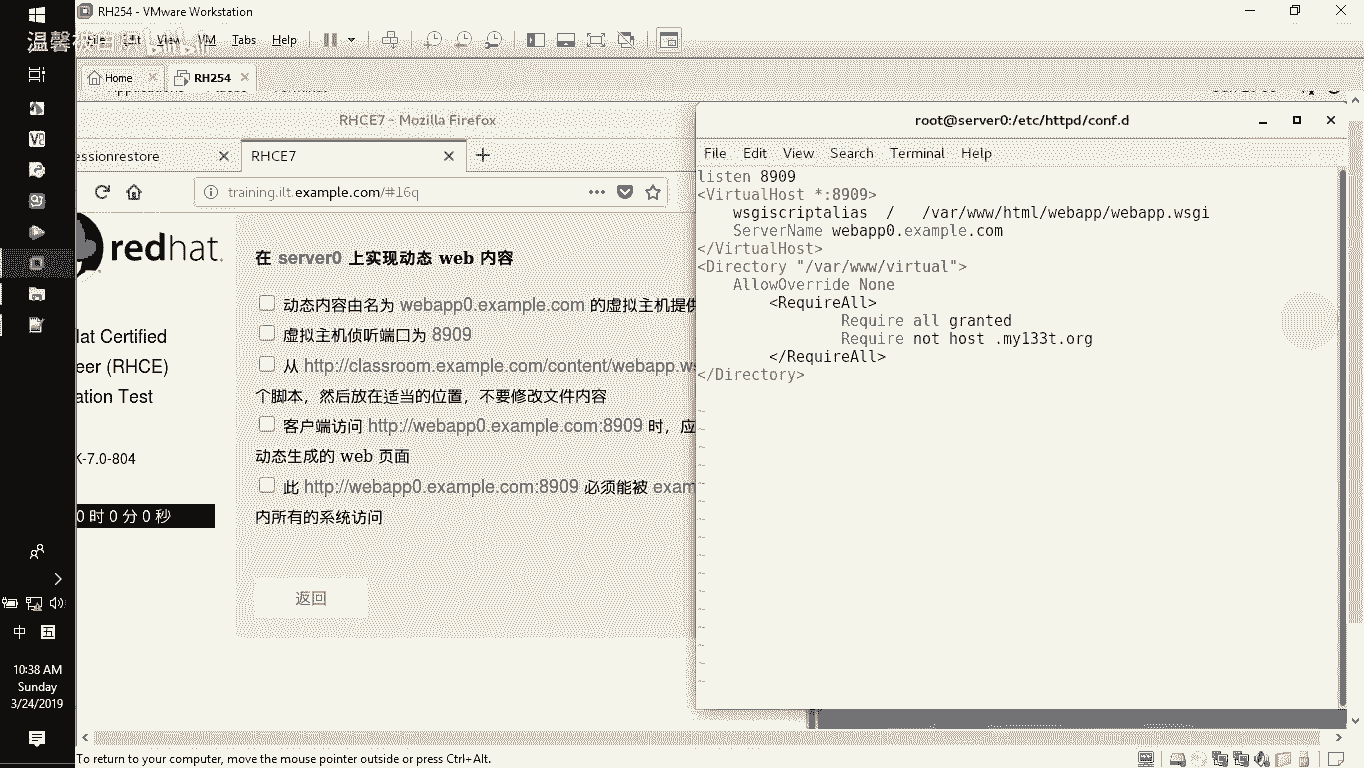 RH254 - VMware Workstation
View VM Tabs Help
Home
RH254
RHCE7 - Mozilla Firefox
essionrestore
RHCE7
training.ilt.example.com/#16q
redhat.
在 server0 上实现动态 web 内容
动态内容由名为 webapp0.example.com 的虚拟主机提供
虚拟主机侦听端口为 8909
从 http://classroom.example.com/content/webapp.ws
个脚本，然后放在适当的位置，不要修改文件内容
客户端访问 http://webapp0.example.com:8909 时，应
动态生成的 web 页面
此 http://webapp0.example.com:8909 必须能被 exam
内所有的系统访问
返回
lat Certified
eer (RHCE)
ation Test
K-7.0-804
0 时 0 分 0 秒
root@server0:/etc/httpd/conf.d
File Edit View Search Terminal Help
listen 8909
<VirtualHost *:8909>
wsgiscriptalias / /var/www/html/webapp/webapp.wsgi
ServerName webapp0.example.com
</VirtualHost>
<Directory "/var/www/virtual">
AllowOverride None
<RequireAll>
Require all granted
Require not host .my133t.org
</RequireAll>
</Directory>
中 五
10:38 AM
Sunday
3/24/2019
To return to your computer, move the mouse pointer outside or press Ctrl+Alt.